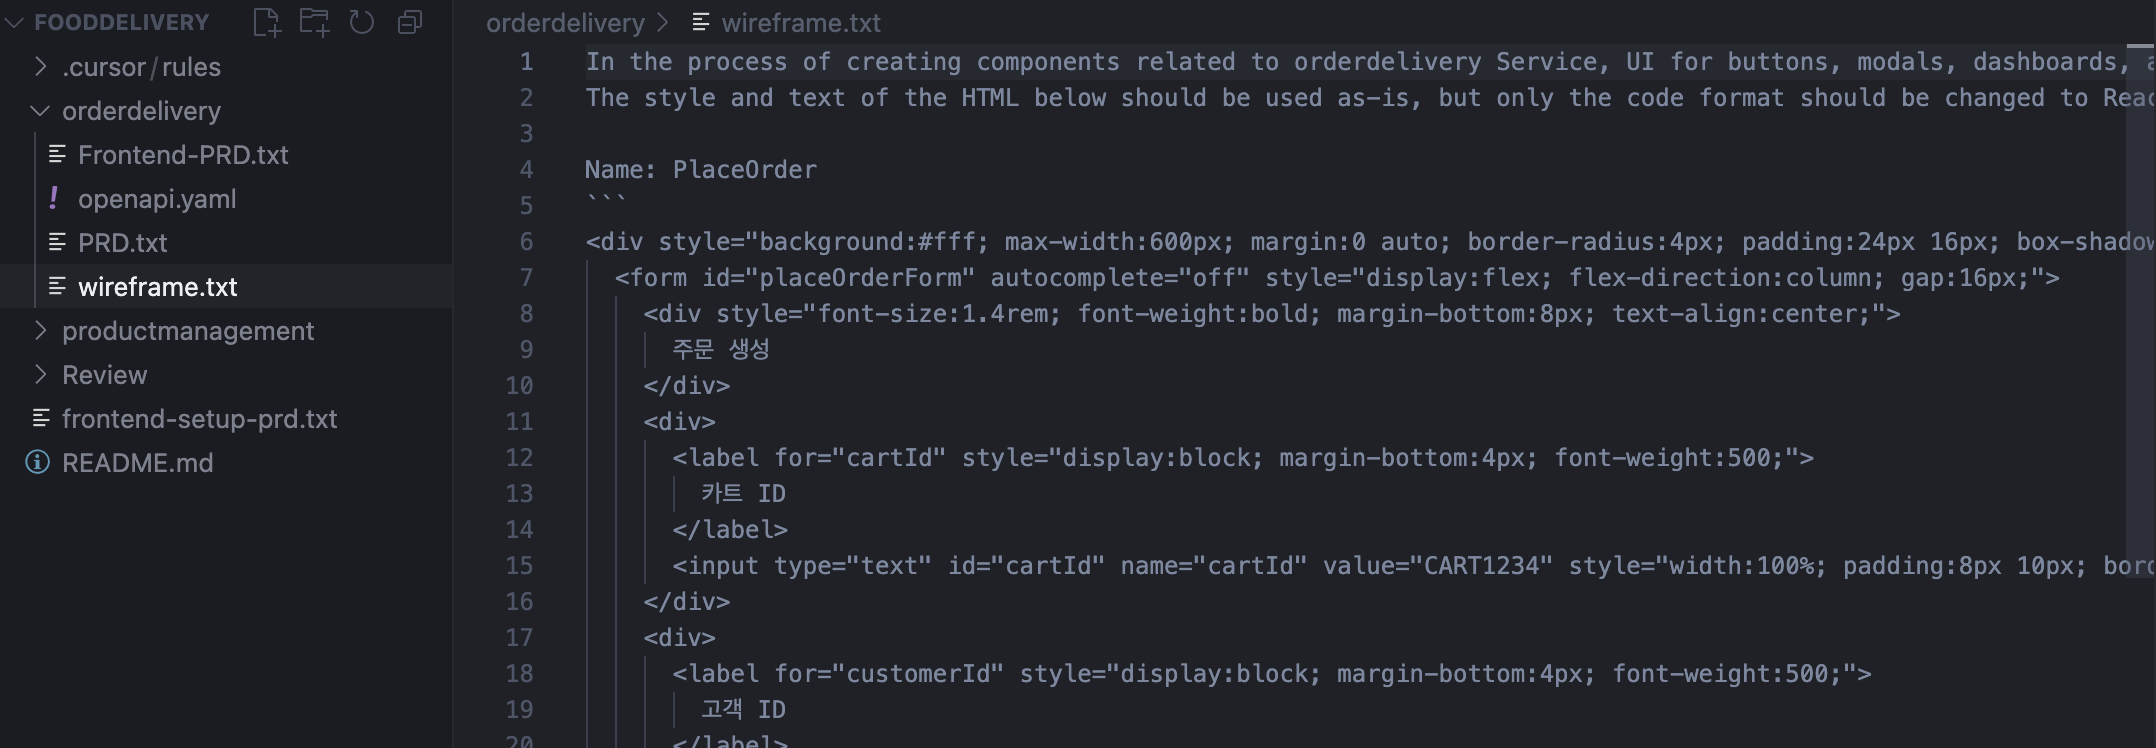 FOODDELIVERY
.cursor/rules
orderdelivery
Frontend-PRD.txt
! openapi.yaml
PRD.txt
wireframe.txt
productmanagement
Review
frontend-setup-prd.txt
README.md
orderdelivery > wireframe.txt
1 In the process of creating components related to orderdelivery Service, UI for buttons, modals, dashboards,
2 The style and text of the HTML below should be used as-is, but only the code format should be changed to
3
4 Name: PlaceOrder
5 ```
6 <div style="background:#fff; max-width:600px; margin:0 auto; border-radius:4px; padding:24px 16px;
7 <form id="placeOrderForm" autocomplete="off" style="display:flex; flex-direction:column; gap:16px;">
8 <div style="font-size:1.4rem; font-weight:bold; margin-bottom:8px; text-align:center;">
9 주문 생성
10 </div>
11 <div>
12 <label for="cartId" style="display:block; margin-bottom:4px; font-weight:500;">
13 카트 ID
14 </label>
15 <input type="text" id="cartId" name="cartId" value="CART1234" style="width:100%; padding:8px 10px;
16 </div>
17 <div>
18 <label for="customerId" style="display:block; margin-bottom:4px; font-weight:500;">
19 고객 ID
20 </label>